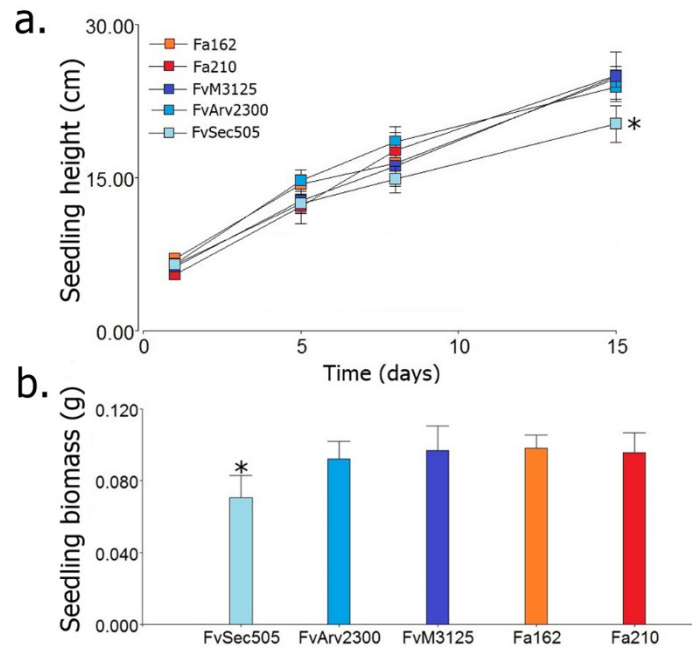 a.
30.00
15.00
0.00
Seedling height (cm)
Fa162
Fa210
FvM3125
FvArv2300
FvSec505
*
0 5 10 15
Time (days)
b.
0.120
0.080
0.040
0.000
Seedling biomass (g)
*
FvSec505 FvArv2300 FvM3125 Fa162 Fa210